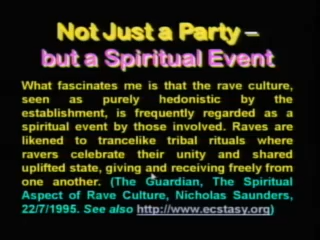 Not Just a Party –
but a Spiritual Event
What fascinates me is that the rave culture,
seen as purely hedonistic by the
establishment, is frequently regarded as a
spiritual event by those involved. Raves are
likened to trancelike tribal rituals where
ravers celebrate their unity and shared
uplifted state, giving and receiving freely from
one another. (The Guardian, The Spiritual
Aspect of Rave Culture, Nicholas Saunders,
22/7/1995. See also http://www.ecstasy.org)